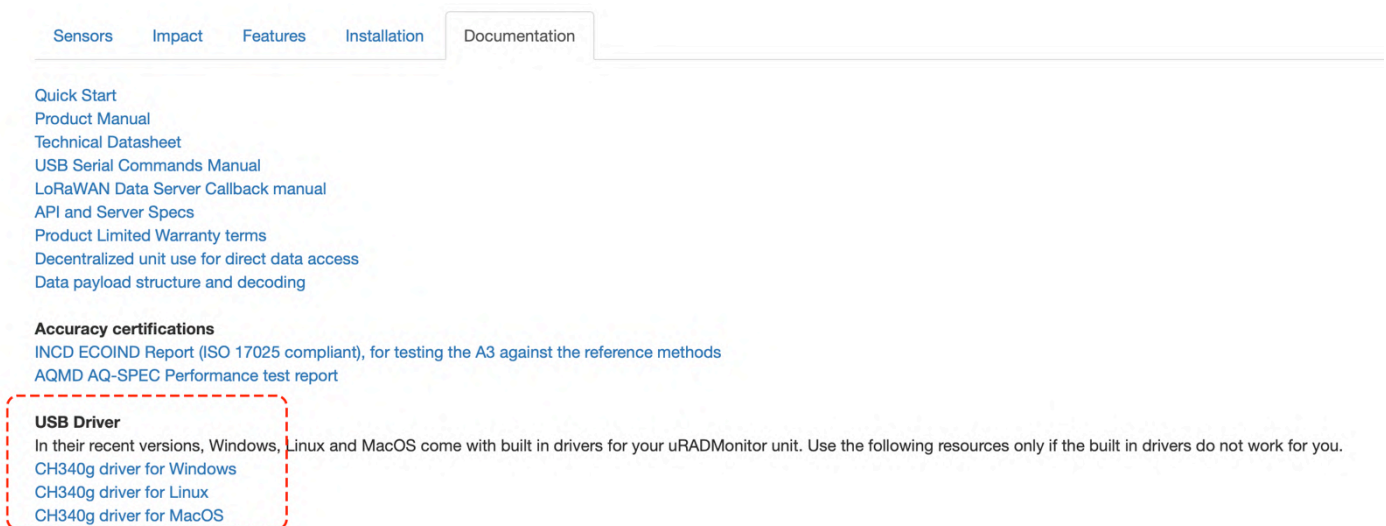 Sensors Impact Features Installation Documentation
Quick Start
Product Manual
Technical Datasheet
USB Serial Commands Manual
LoRaWAN Data Server Callback manual
API and Server Specs
Product Limited Warranty terms
Decentralized unit use for direct data access
Data payload structure and decoding
Accuracy certifications
INCD ECOIND Report (ISO 17025 compliant), for testing the A3 against the reference methods
AQMD AQ-SPEC Performance test report
USB Driver
In their recent versions, Windows, Linux and MacOS come with built in drivers for your uRADMonitor unit. Use the following resources only if the built in drivers do not work for you.
CH340g driver for Windows
CH340g driver for Linux
CH340g driver for MacOS